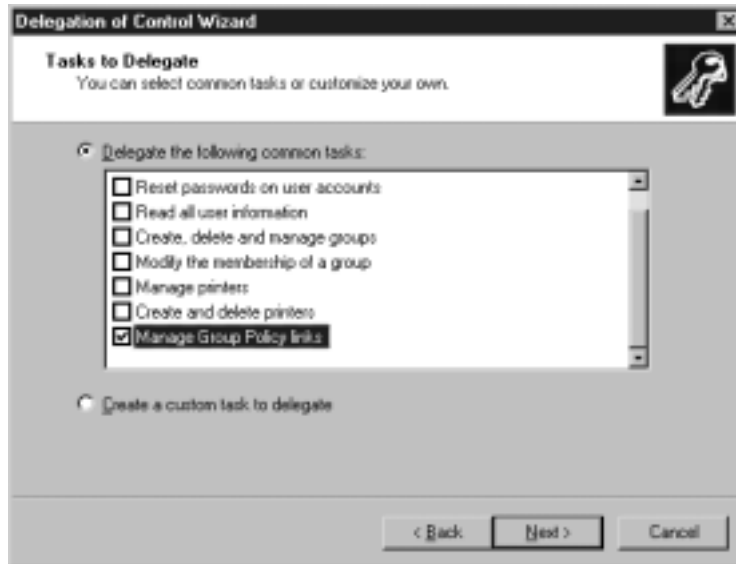 Delegation of Control Wizard
Tasks to Delegate
You can select common tasks or customize your own.
Delegate the following common tasks:
Reset passwords on user accounts
Read all user information
Create, delete and manage groups
Modify the membership of a group
Manage printers
Create and delete printers
Manage Group Policy links
Create a custom task to delegate
< Back
Next >
Cancel